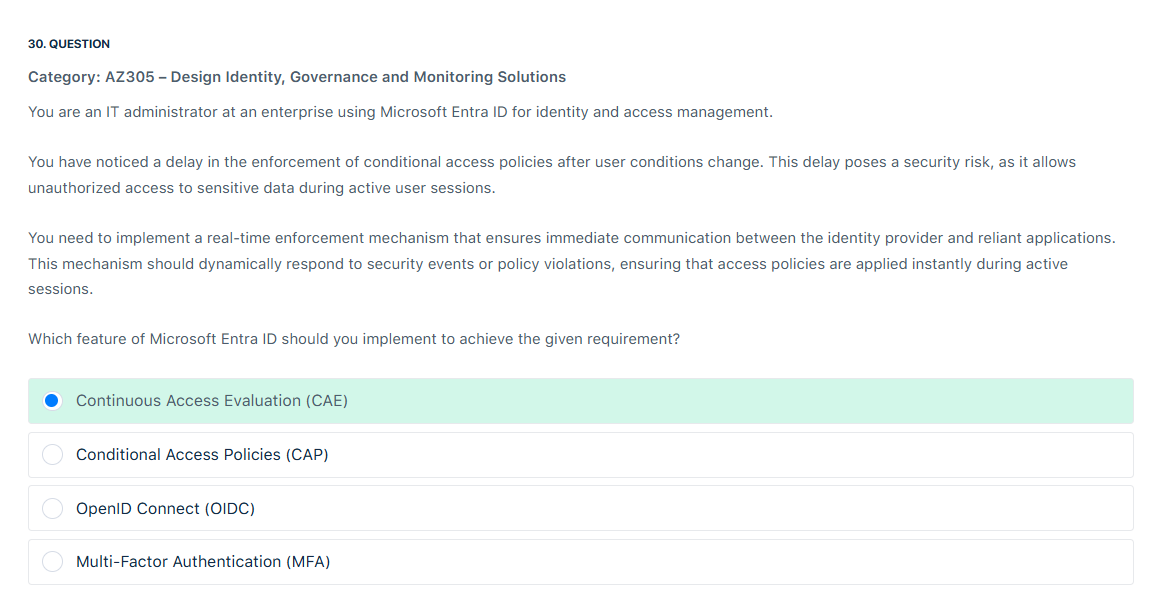 30. QUESTION
Category: AZ305 – Design Identity, Governance and Monitoring Solutions
You are an IT administrator at an enterprise using Microsoft Entra ID for identity and access management.
You have noticed a delay in the enforcement of conditional access policies after user conditions change. This delay poses a security risk, as it allows
unauthorized access to sensitive data during active user sessions.
You need to implement a real-time enforcement mechanism that ensures immediate communication between the identity provider and reliant applications.
This mechanism should dynamically respond to security events or policy violations, ensuring that access policies are applied instantly during active
sessions.
Which feature of Microsoft Entra ID should you implement to achieve the given requirement?
Continuous Access Evaluation (CAE)
Conditional Access Policies (CAP)
OpenID Connect (OIDC)
Multi-Factor Authentication (MFA)